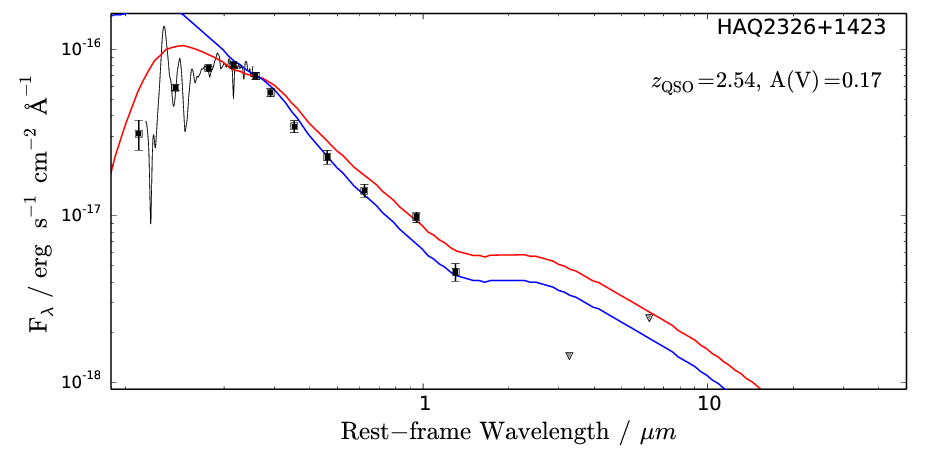 HAQ2326+1423
z_QSO=2.54, A(V)=0.17
F_λ / erg s^−1 cm^−2 Å^−1
10^-16
10^-17
10^-18
1 10
Rest−frame Wavelength / μm